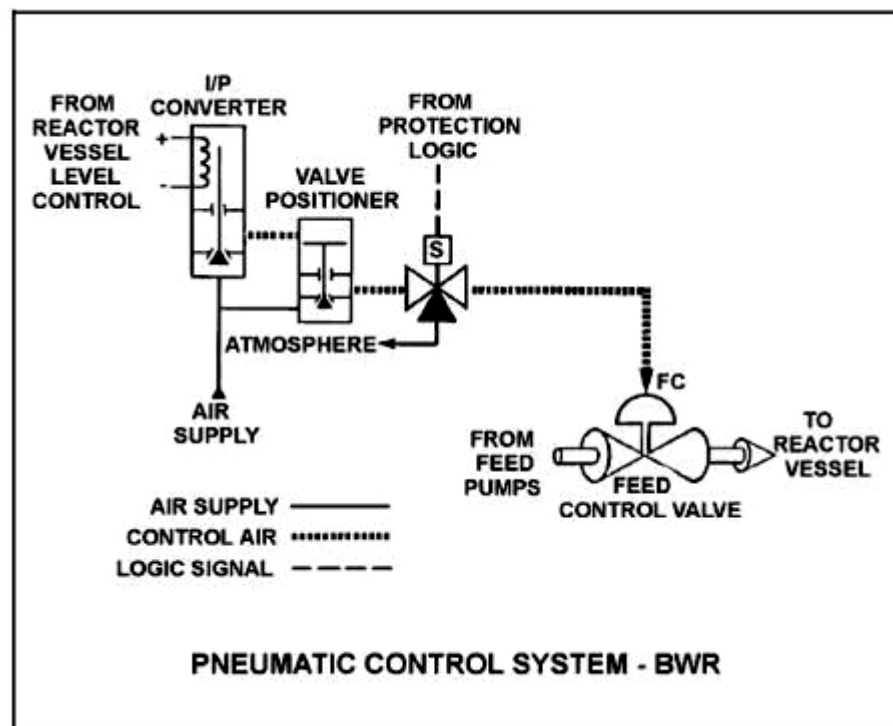 I/P
CONVERTER
FROM
REACTOR
VESSEL
LEVEL
CONTROL
+
-
VALVE
POSITIONER
FROM
PROTECTION
LOGIC
S
ATMOSPHERE
AIR
SUPPLY
FC
FROM
FEED
PUMPS
FEED
CONTROL VALVE
TO
REACTOR
VESSEL
AIR SUPPLY
CONTROL AIR
LOGIC SIGNAL
PNEUMATIC CONTROL SYSTEM - BWR